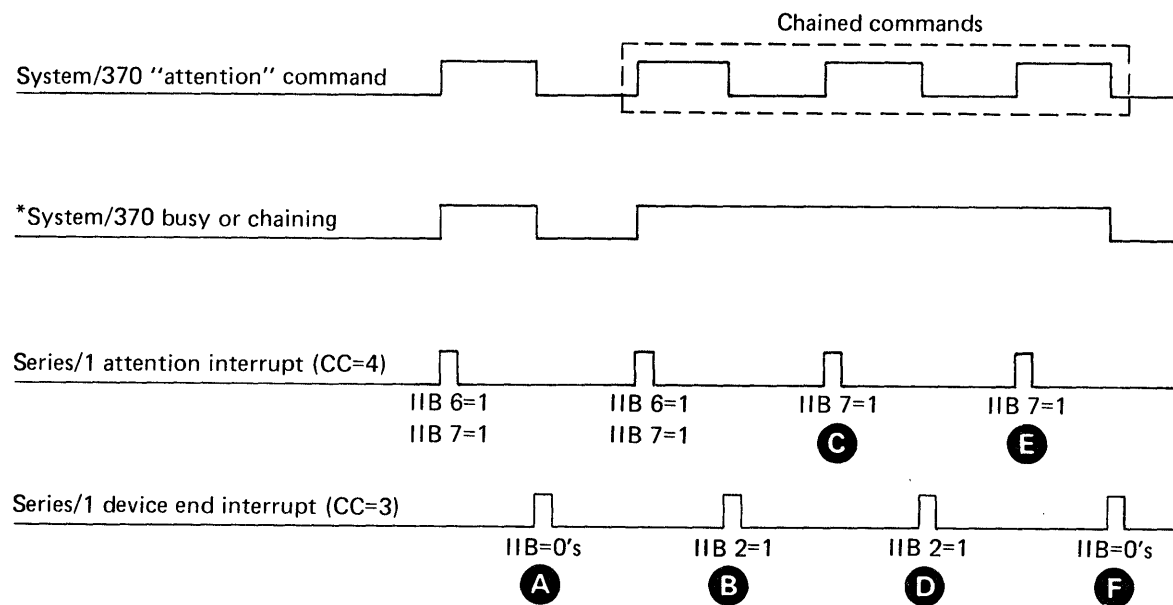 Chained commands
System/370 "attention" command
*System/370 busy or chaining
Series/1 attention interrupt (CC=4)
IIB 6=1 IIB 6=1 IIB 7=1 IIB 7=1
IIB 7=1 IIB 7=1 C E
Series/1 device end interrupt (CC=3)
IIB=0's IIB 2=1 IIB 2=1 IIB=0's
A B D F